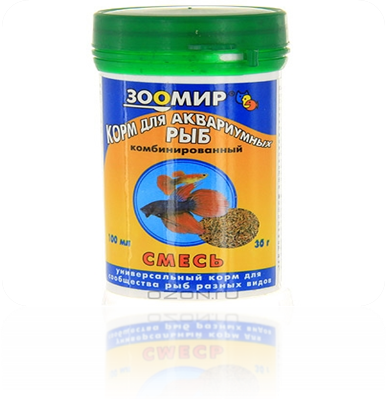 ЗООМИР
КОРМ ДЛЯ АКВАРИУМНЫХ
РЫБ
комбинированный
100 мл
30 г
СМЕСЬ
универсальный корм для
сообщества рыб разных видов
OZON.ru